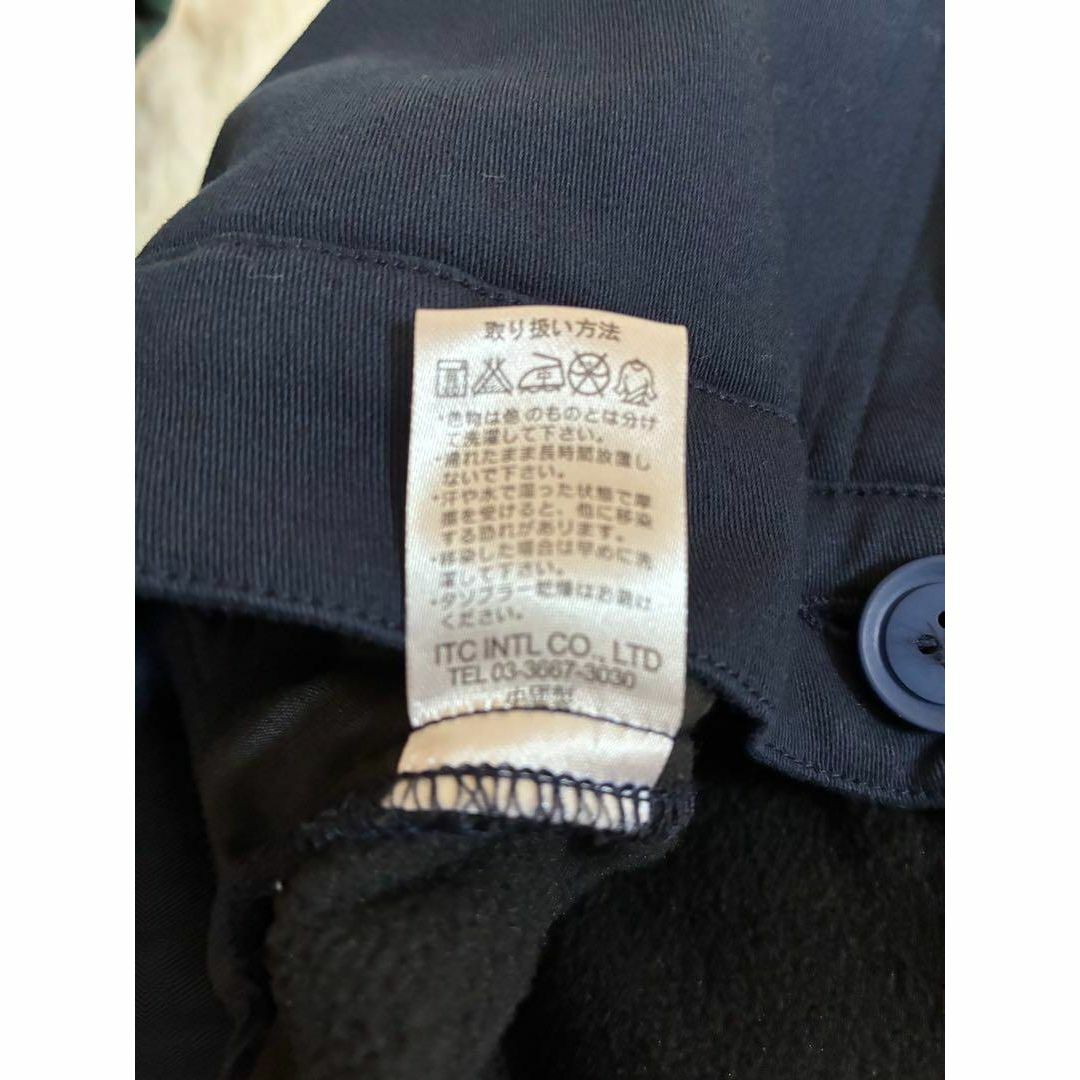 取り扱い方法
*色物は他のものとは分け
て洗濯して下さい。
*濡れたまま長時間放置し
ないで下さい。
*汗や水で湿った状態で摩
擦を受けると、他に移染
する恐れがあります。
*移染した場合は早めに洗
濯して下さい。
*タンブラー乾燥はお避け
ください。
ITC INTL CO., LTD
TEL 03-3667-3030
中国製